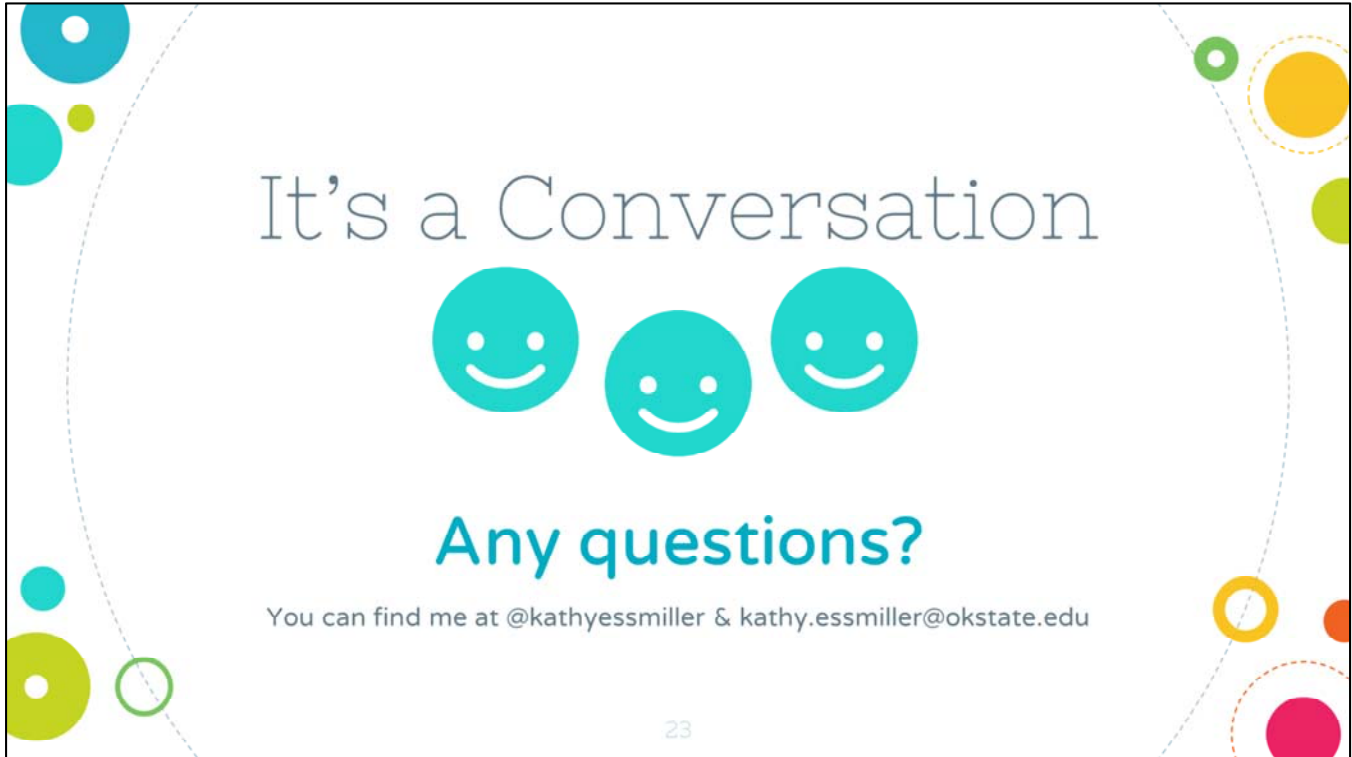 It’s a Conversation
Any questions?
You can find me at @kathyessmiller & kathy.essmiller@okstate.edu
23